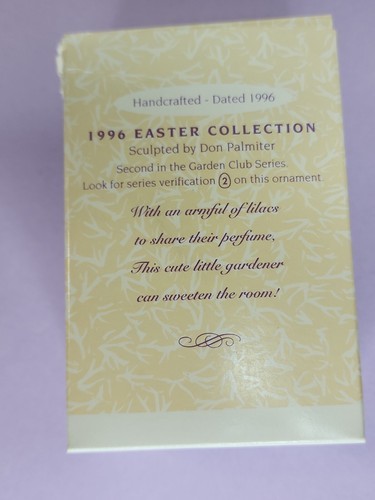 Handcrafted - Dated 1996
1996 EASTER COLLECTION
Sculpted by Don Palmiter
Second in the Garden Club Series.
Look for series verification ② on this ornament
With an armful of lilacs
to share their perfume,
This cute little gardener
can sweeten the room!